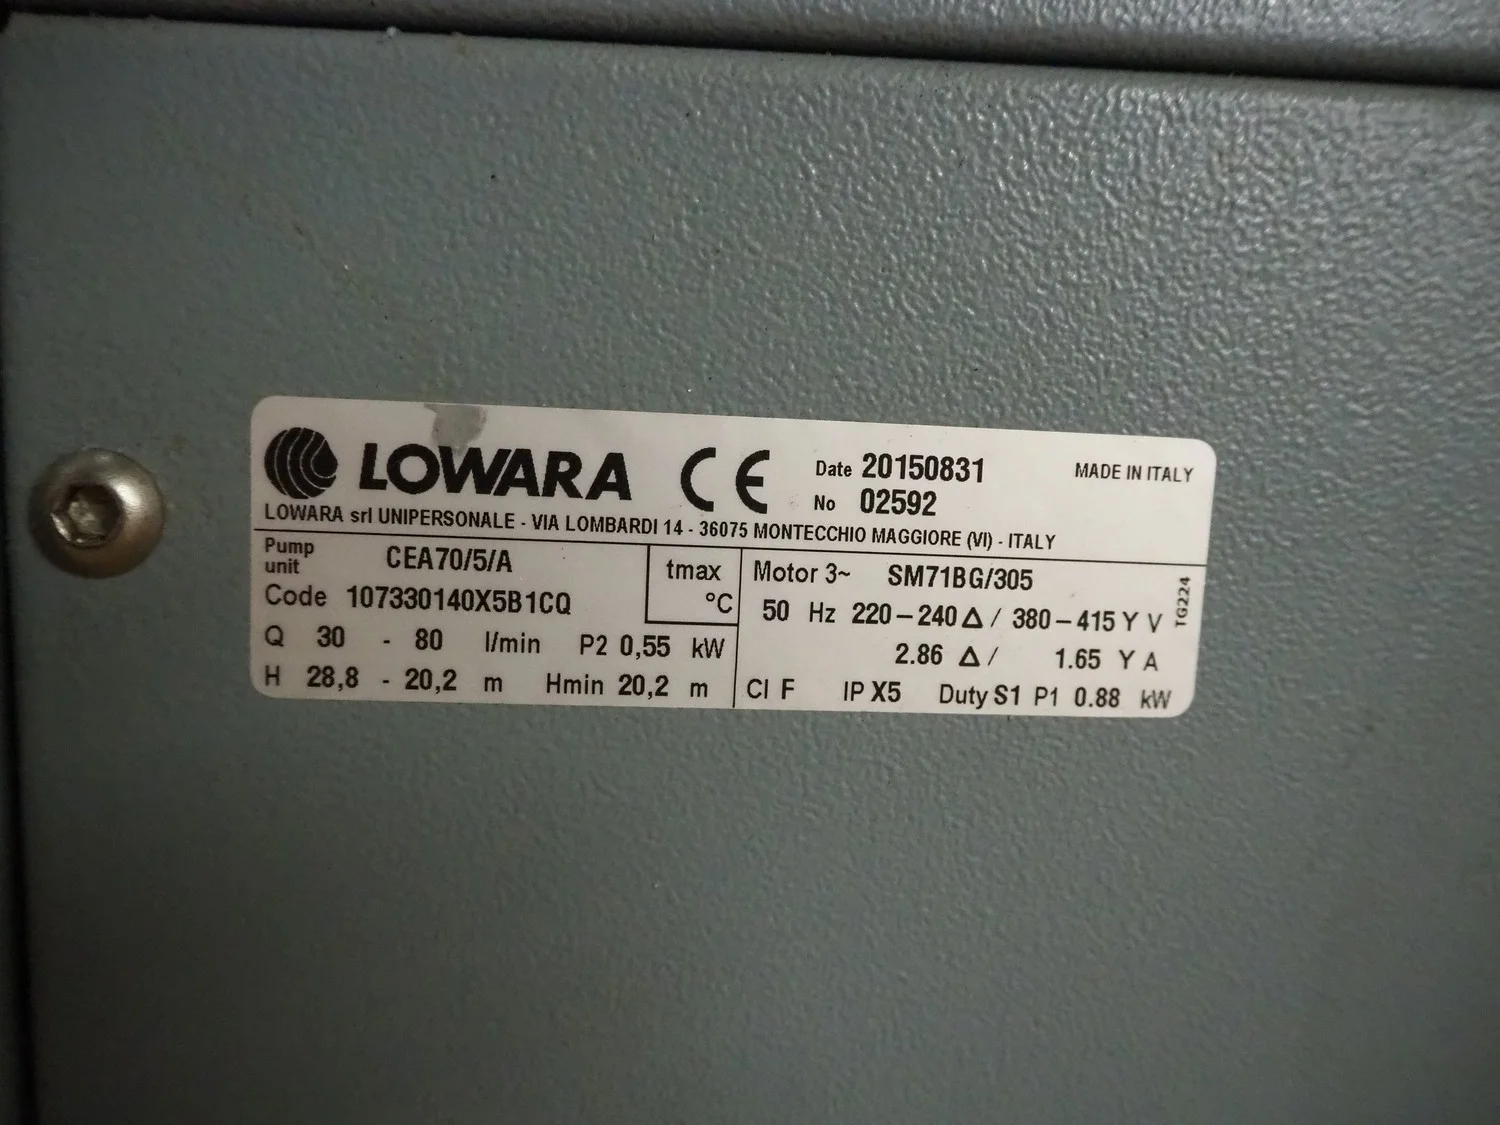 LOWARA CE Date 20150831 MADE IN ITALY
No 02592
LOWARA srl UNIPERSONALE - VIA LOMBARDI 14 - 36075 MONTECCHIO MAGGIORE (VI) - ITALY
Pump unit CEA70/5/A
Code 107330140X5B1CQ
tmax
°C
Q 30 - 80 l/min P2 0,55 kW
H 28,8 - 20,2 m Hmin 20,2 m
Motor 3~ SM71BG/305
50 Hz 220-240 Δ / 380-415 Y V
2.86 Δ / 1.65 Y A
Cl F IP X5 Duty S1 P1 0.88 kW
TG224